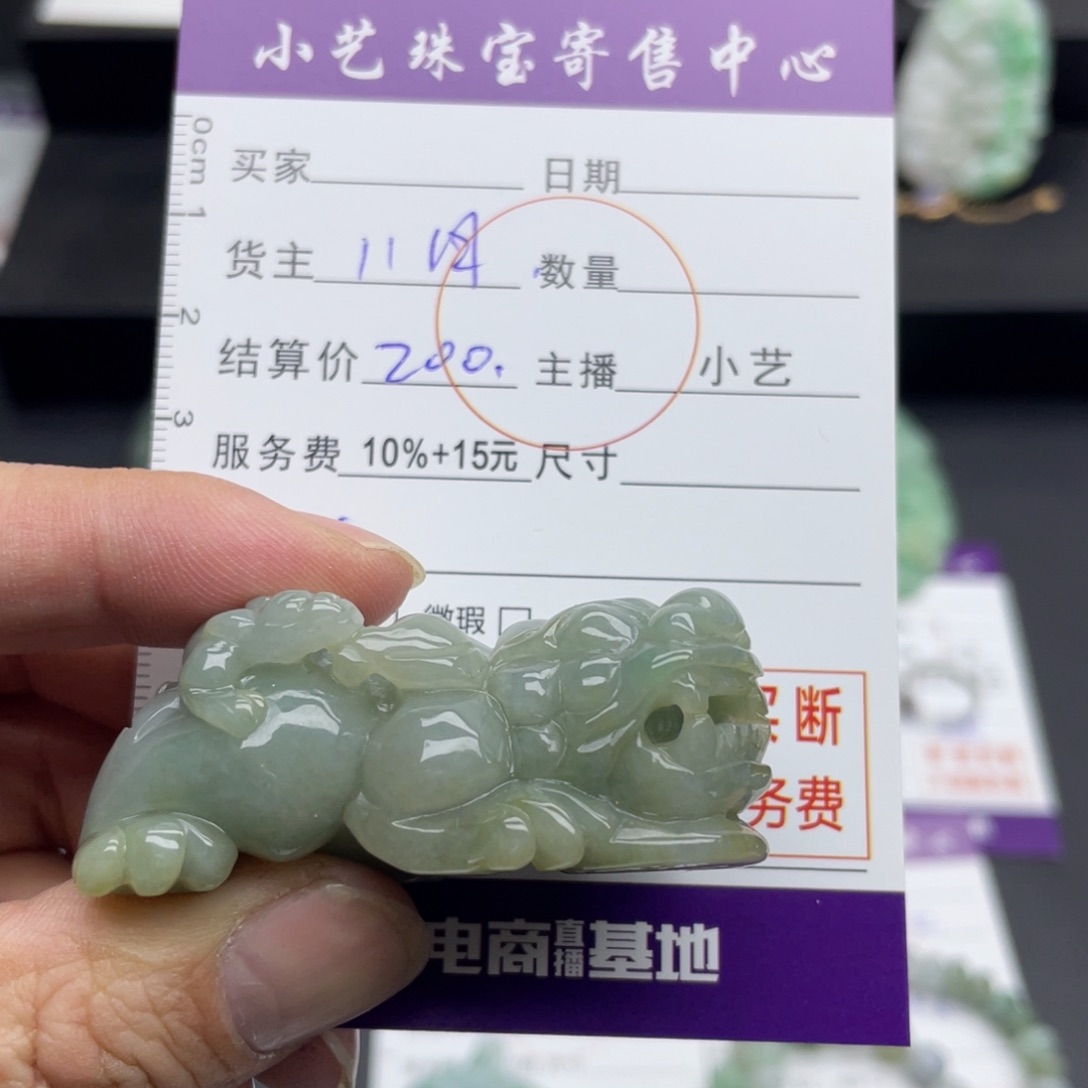 小艺珠宝寄售中心
0cm 1 2 3
买家 日期
货主 数量
结算价 200. 主播 小艺
服务费 10%+15元 尺寸
微瑕
买断
务费
电商直播基地